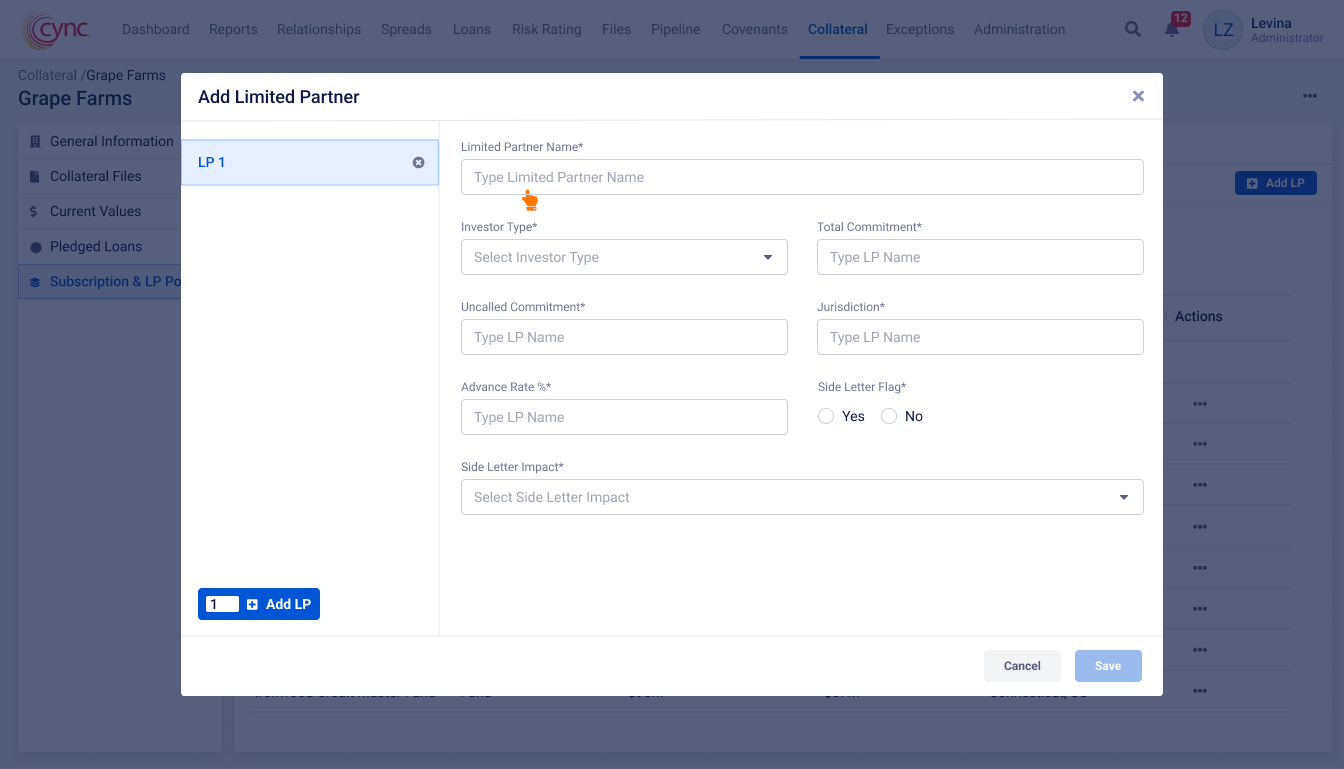 cync
Dashboard Reports Relationships Spreads Loans Risk Rating Files Pipeline Covenants Collateral Exceptions Administration
12
LZ
Levina
Administrator
Collateral /Grape Farms
Grape Farms
General Information
Collateral Files
Current Values
Pledged Loans
Subscription & LP Po
Add LP
Actions
Add Limited Partner
LP 1
Limited Partner Name*
Type Limited Partner Name
Investor Type* Total Commitment*
Select Investor Type Type LP Name
Uncalled Commitment* Jurisdiction*
Type LP Name Type LP Name
Advance Rate %* Side Letter Flag*
Type LP Name Yes No
Side Letter Impact*
Select Side Letter Impact
1 Add LP
Cancel Save